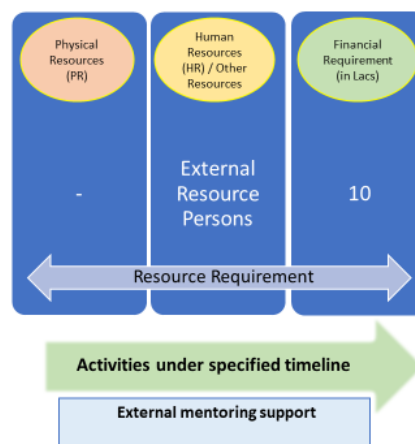 Physical
Resources
(PR)
Human
Resources
(HR) / Other
Resources
Financial
Requirement
(in Lacs)
-
External
Resource
Persons
10
Resource Requirement
Activities under specified timeline
External mentoring support